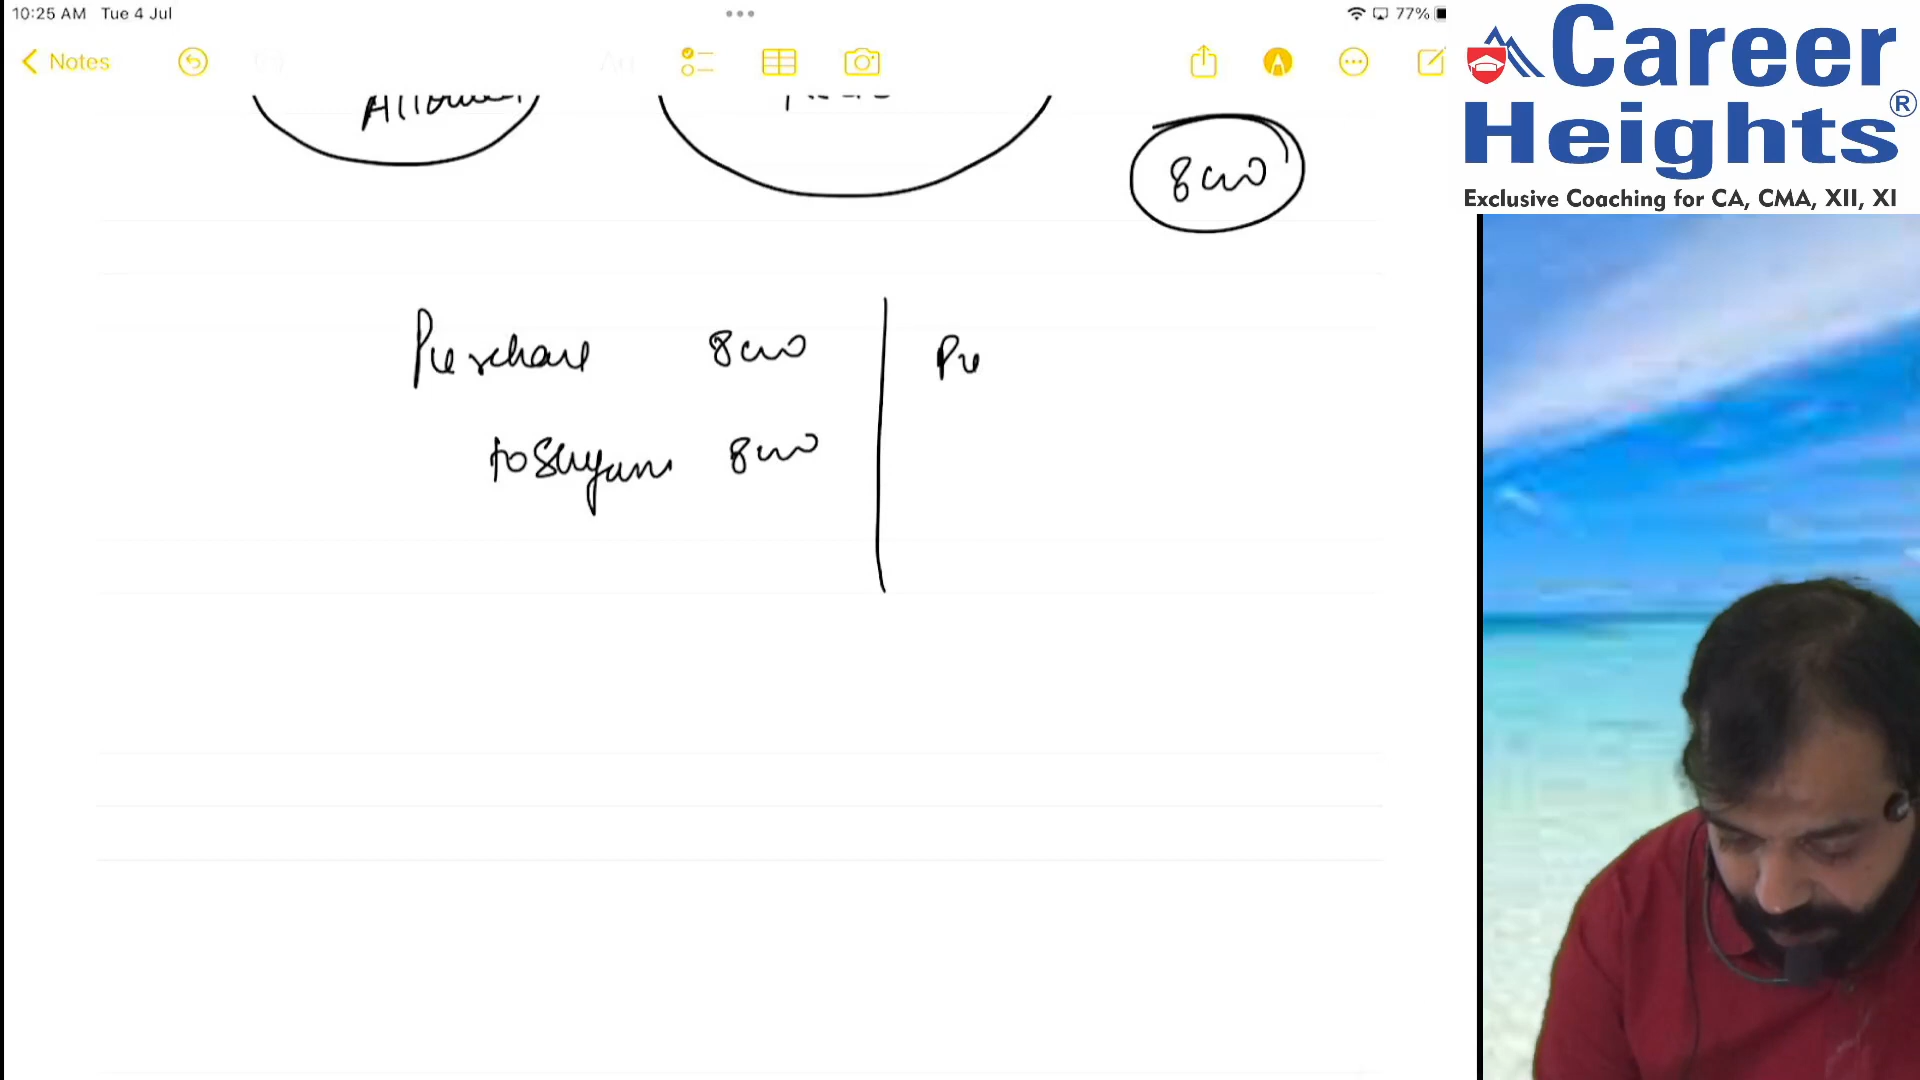 10:25 AM Tue 4 Jul
77%
Notes
Career
Heights®
Exclusive Coaching for CA, CMA, XII, XI
8000
Purchase 8000
to Shyam 8000
Pu